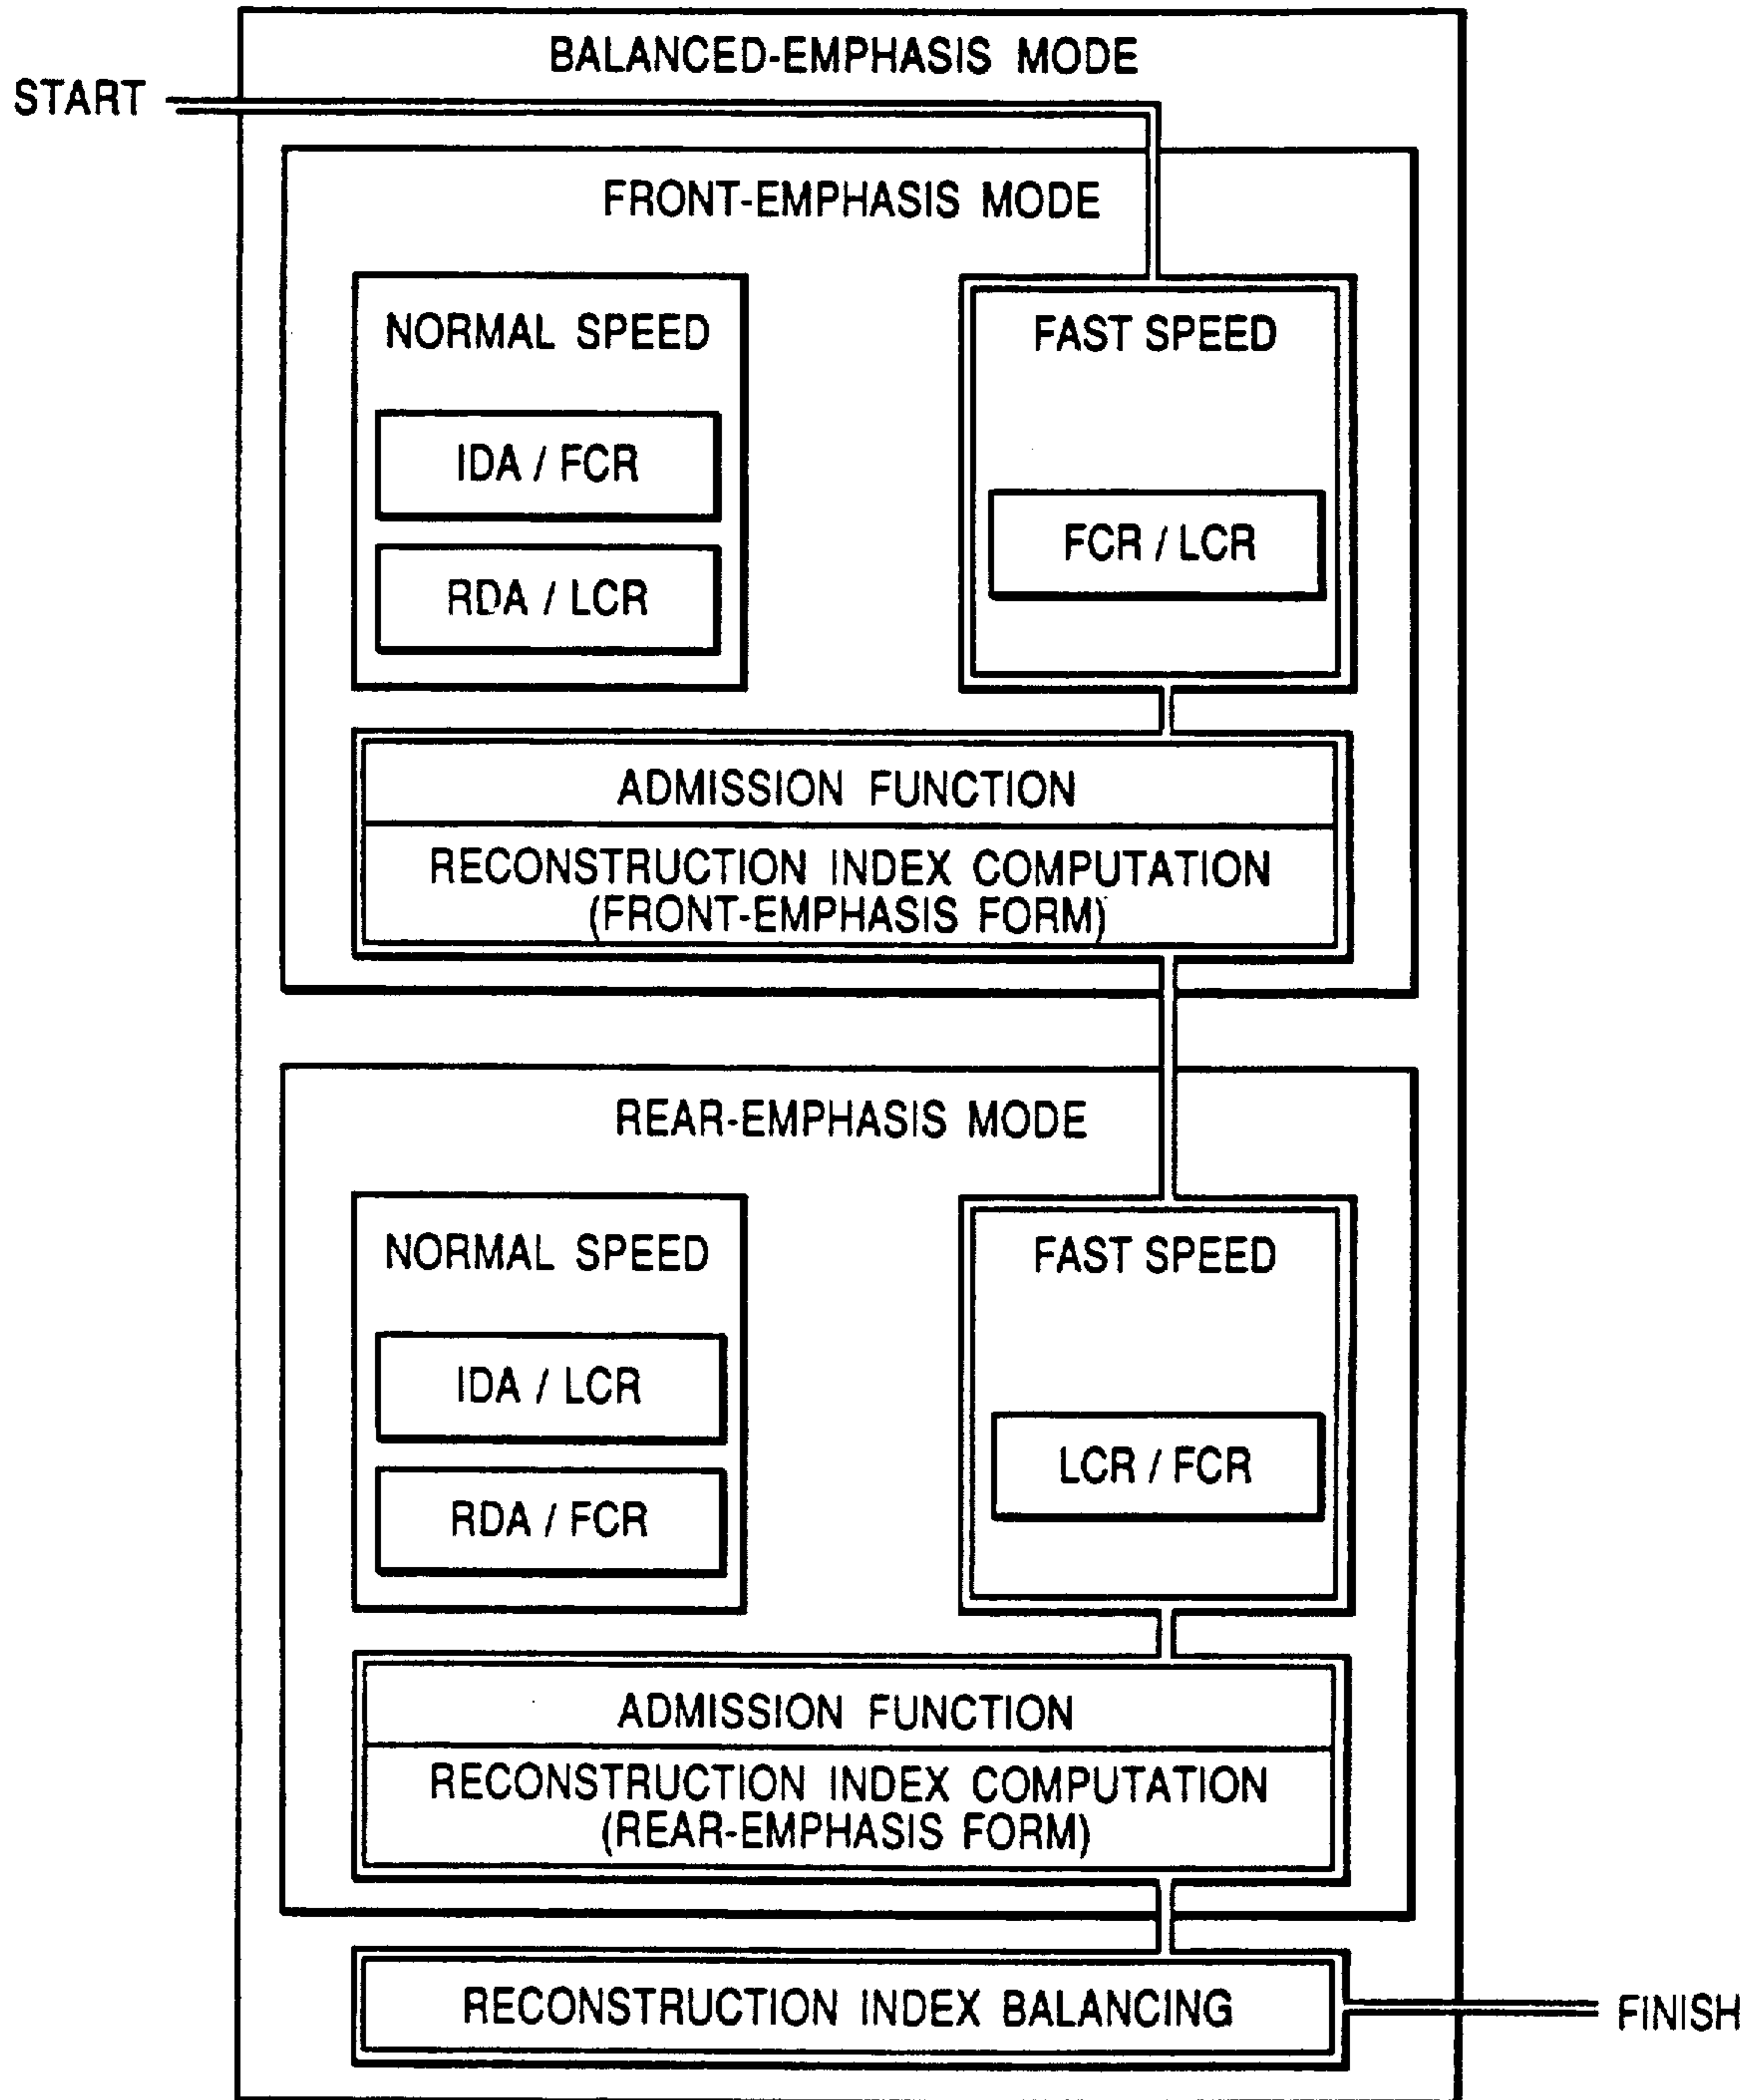 BALANCED-EMPHASIS MODE
START
FRONT-EMPHASIS MODE
NORMAL SPEED
IDA / FCR
RDA / LCR
FAST SPEED
FCR / LCR
ADMISSION FUNCTION
RECONSTRUCTION INDEX COMPUTATION
(FRONT-EMPHASIS FORM)
REAR-EMPHASIS MODE
NORMAL SPEED
IDA / LCR
RDA / FCR
FAST SPEED
LCR / FCR
ADMISSION FUNCTION
RECONSTRUCTION INDEX COMPUTATION
(REAR-EMPHASIS FORM)
RECONSTRUCTION INDEX BALANCING
FINISH